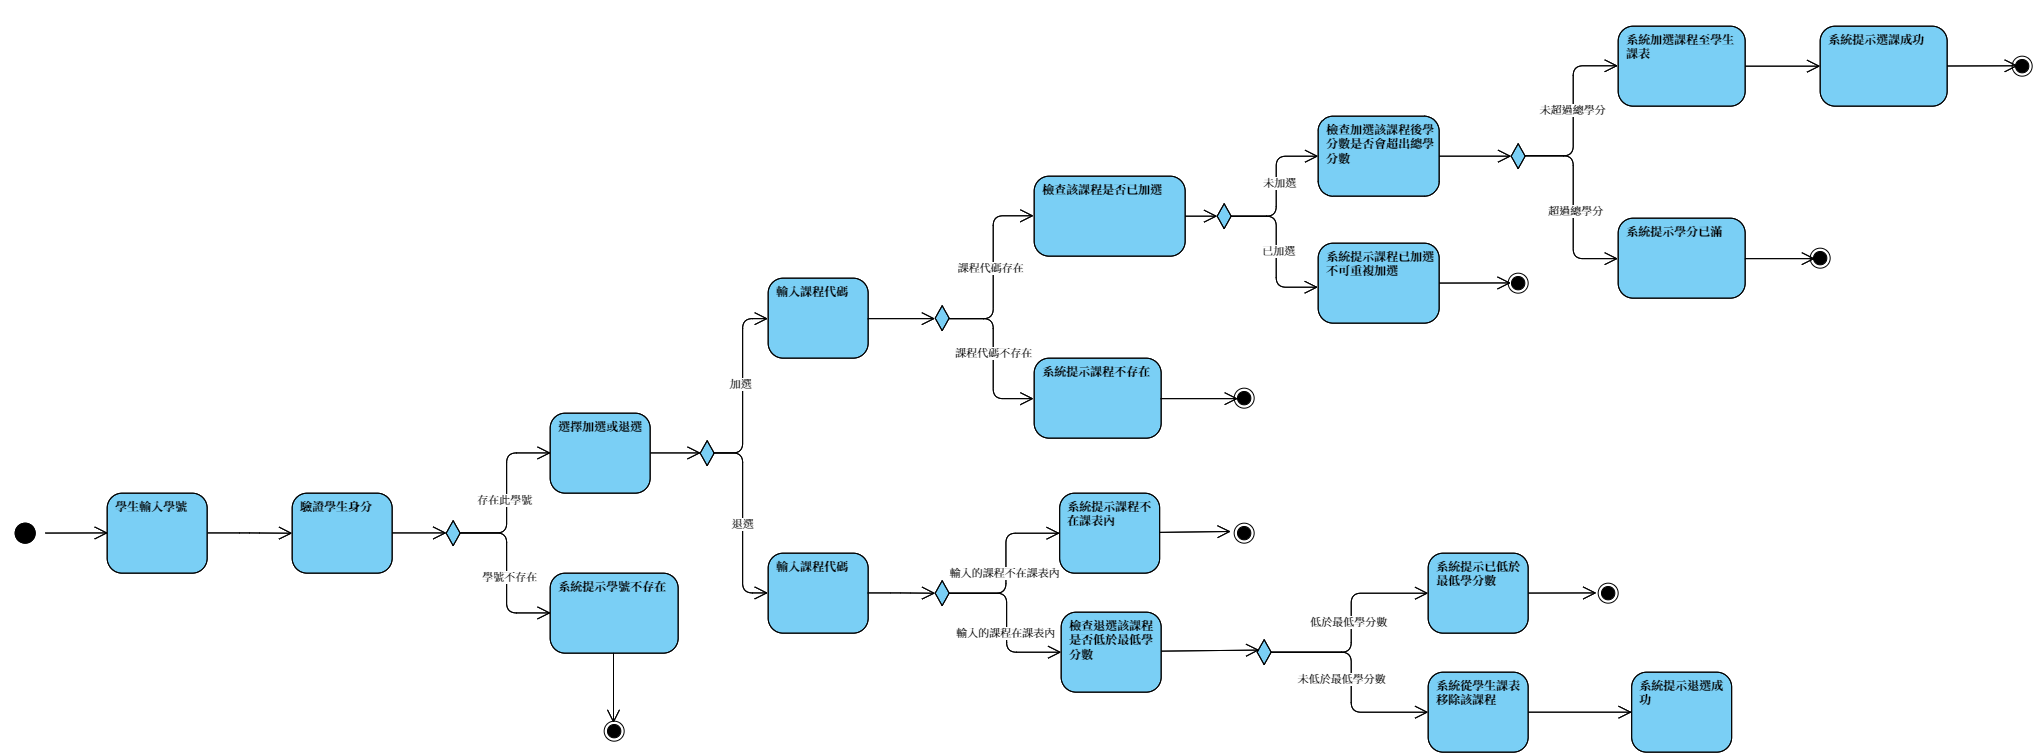 系統加選課程至學生
課表
系統提示選課成功
未超過總學分
檢查加選該課程後學
分數是否會超出總學
分數
檢查該課程是否已加選
未加選
超過總學分
系統提示學分已滿
已加選
系統提示課程已加選
不可重複加選
課程代碼存在
輸入課程代碼
課程代碼不存在
系統提示課程不存在
加選
選擇加選或退選
存在此學號
學生輸入學號
驗證學生身分
退選
學號不存在
系統提示學號不存在
輸入課程代碼
系統提示課程不
在課表內
輸入的課程不在課表內
輸入的課程在課表內
檢查退選該課程
是否低於最低學
分數
系統提示已低於
最低學分數
低於最低學分數
未低於最低學分數
系統從學生課表
移除該課程
系統提示退選成
功